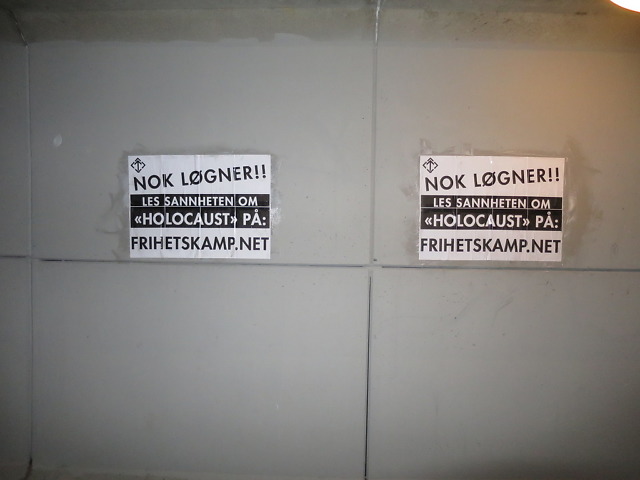 NOK LØGNER!!
LES SANNHETEN OM
«HOLOCAUST» PÅ:
FRIHETSKAMP.NET
NOK LØGNER!!
LES SANNHETEN OM
«HOLOCAUST» PÅ:
FRIHETSKAMP.NET